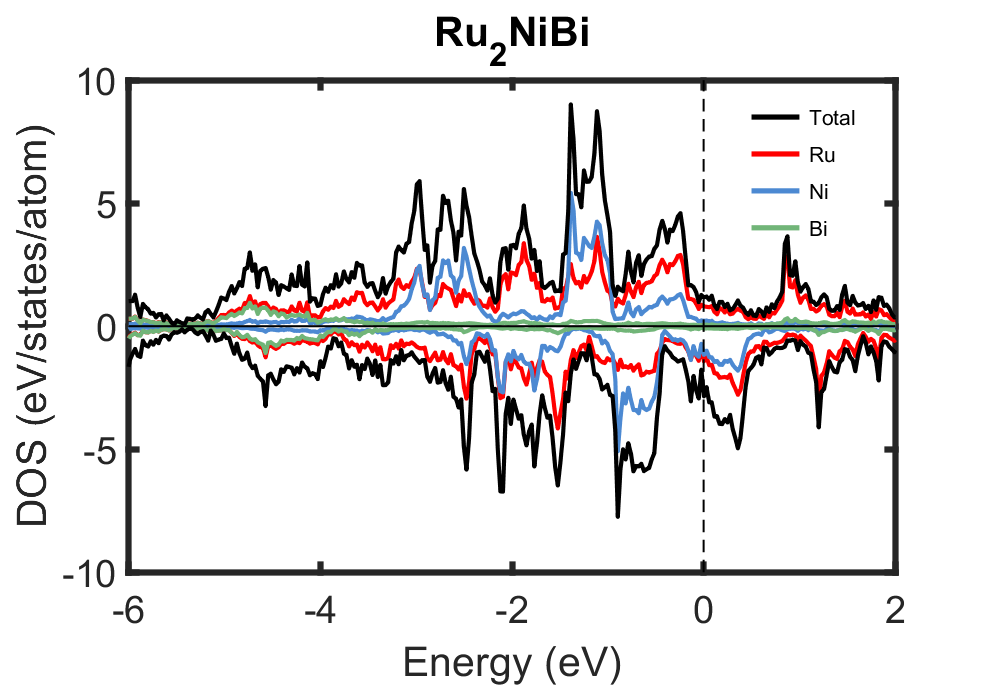 Ru2NiBi
10
5
0
-5
-10
DOS (eV/states/atom)
Total
Ru
Ni
Bi
-6
-4
-2
0
2
Energy (eV)